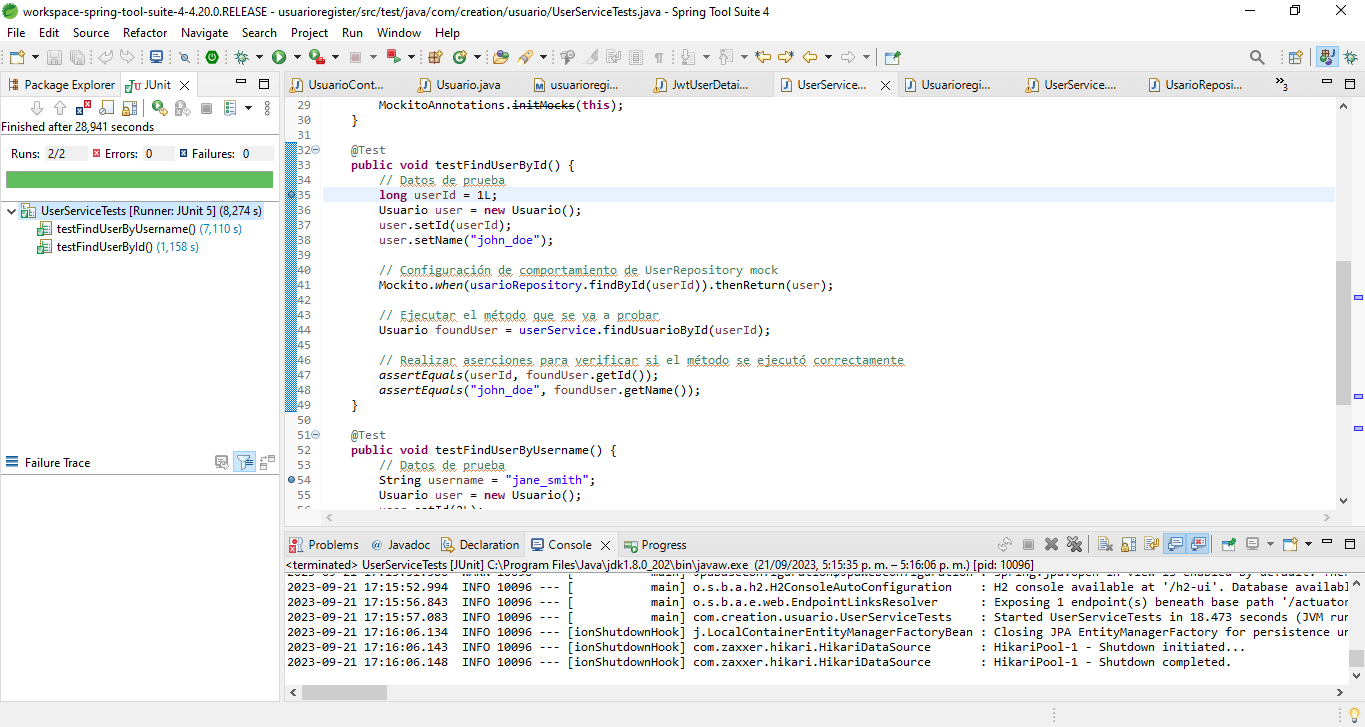 workspace-spring-tool-suite-4-4.20.0.RELEASE - usuarioregister/src/test/java/com/creation/usuario/UserServiceTests.java - Spring Tool Suite 4
File Edit Source Refactor Navigate Search Project Run Window Help
Package Explorer JUnit
Finished after 28,941 seconds
Runs: 2/2 Errors: 0 Failures: 0
UserServiceTests [Runner: JUnit 5] (8,274 s)
testFindUserByUsername() (7,110 s)
testFindUserById() (1,158 s)
Failure Trace
UsuarioCont... Usuario.java usuarioregi... JwtUserDetai... UserService... Usuarioregi... UserService.... UsarioReposi... »3
29 MockitoAnnotations.initMocks(this);
30 }
31
32 @Test
33 public void testFindUserById() {
34 // Datos de prueba
35 long userId = 1L;
36 Usuario user = new Usuario();
37 user.setId(userId);
38 user.setName("john_doe");
39
40 // Configuración de comportamiento de UserRepository mock
41 Mockito.when(usarioRepository.findById(userId)).thenReturn(user);
42
43 // Ejecutar el método que se va a probar
44 Usuario foundUser = userService.findUsuarioById(userId);
45
46 // Realizar aserciones para verificar si el método se ejecutó correctamente
47 assertEquals(userId, foundUser.getId());
48 assertEquals("john_doe", foundUser.getName());
49 }
50
51 @Test
52 public void testFindUserByUsername() {
53 // Datos de prueba
54 String username = "jane_smith";
55 Usuario user = new Usuario();
Problems Javadoc Declaration Console Progress
<terminated> UserServiceTests [JUnit] C:\Program Files\Java\jdk1.8.0_202\bin\javaw.exe (21/09/2023, 5:15:35 p. m. – 5:16:06 p. m.) [pid: 10096]
2023-09-21 17:15:52.994 INFO 10096 --- [ main] o.s.b.a.h2.H2ConsoleAutoConfiguration : H2 console available at '/h2-ui'. Database availabl
2023-09-21 17:15:56.843 INFO 10096 --- [ main] o.s.b.a.e.web.EndpointLinksResolver : Exposing 1 endpoint(s) beneath base path '/actuator
2023-09-21 17:15:57.083 INFO 10096 --- [ main] com.creation.usuario.UserServiceTests : Started UserServiceTests in 18.473 seconds (JVM run
2023-09-21 17:16:06.134 INFO 10096 --- [ionShutdownHook] j.LocalContainerEntityManagerFactoryBean : Closing JPA EntityManagerFactory for persistence un
2023-09-21 17:16:06.143 INFO 10096 --- [ionShutdownHook] com.zaxxer.hikari.HikariDataSource : HikariPool-1 - Shutdown initiated...
2023-09-21 17:16:06.148 INFO 10096 --- [ionShutdownHook] com.zaxxer.hikari.HikariDataSource : HikariPool-1 - Shutdown completed.